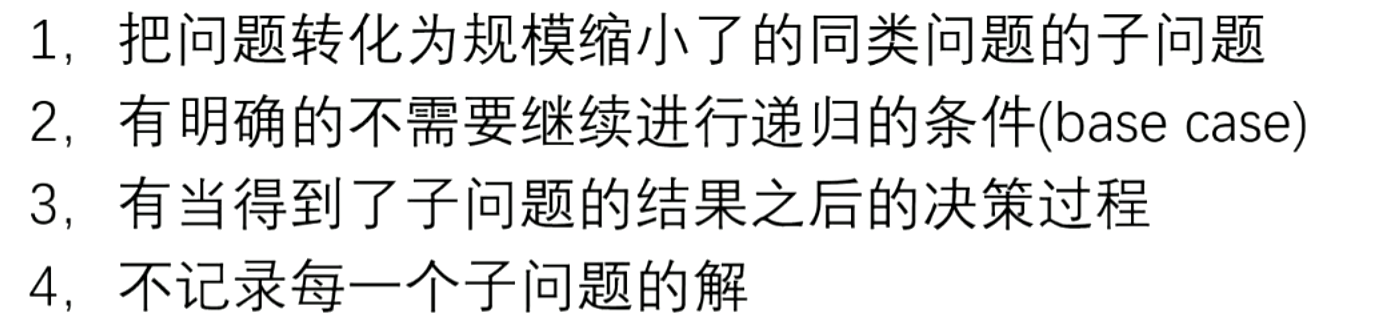 1，把问题转化为规模缩小了的同类问题的子问题
2，有明确的不需要继续进行递归的条件(base case)
3，有当得到了子问题的结果之后的决策过程
4，不记录每一个子问题的解